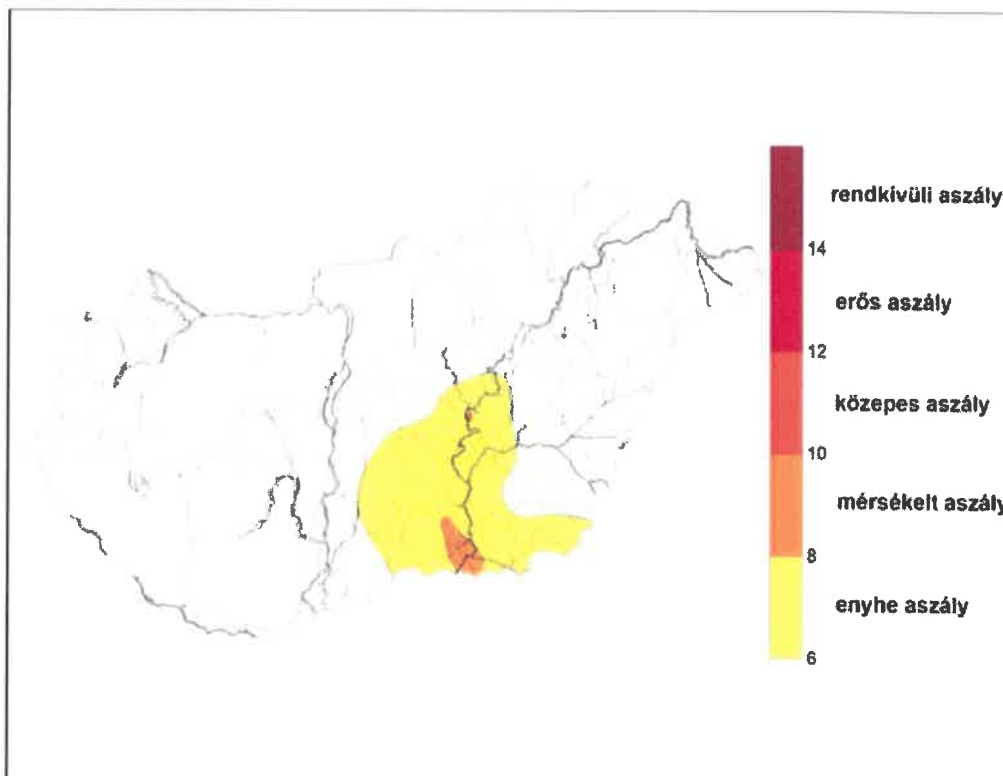 rendkívüli aszály
14
erős aszály
12
közepes aszály
10
mérsékelt aszály
8
enyhe aszály
6